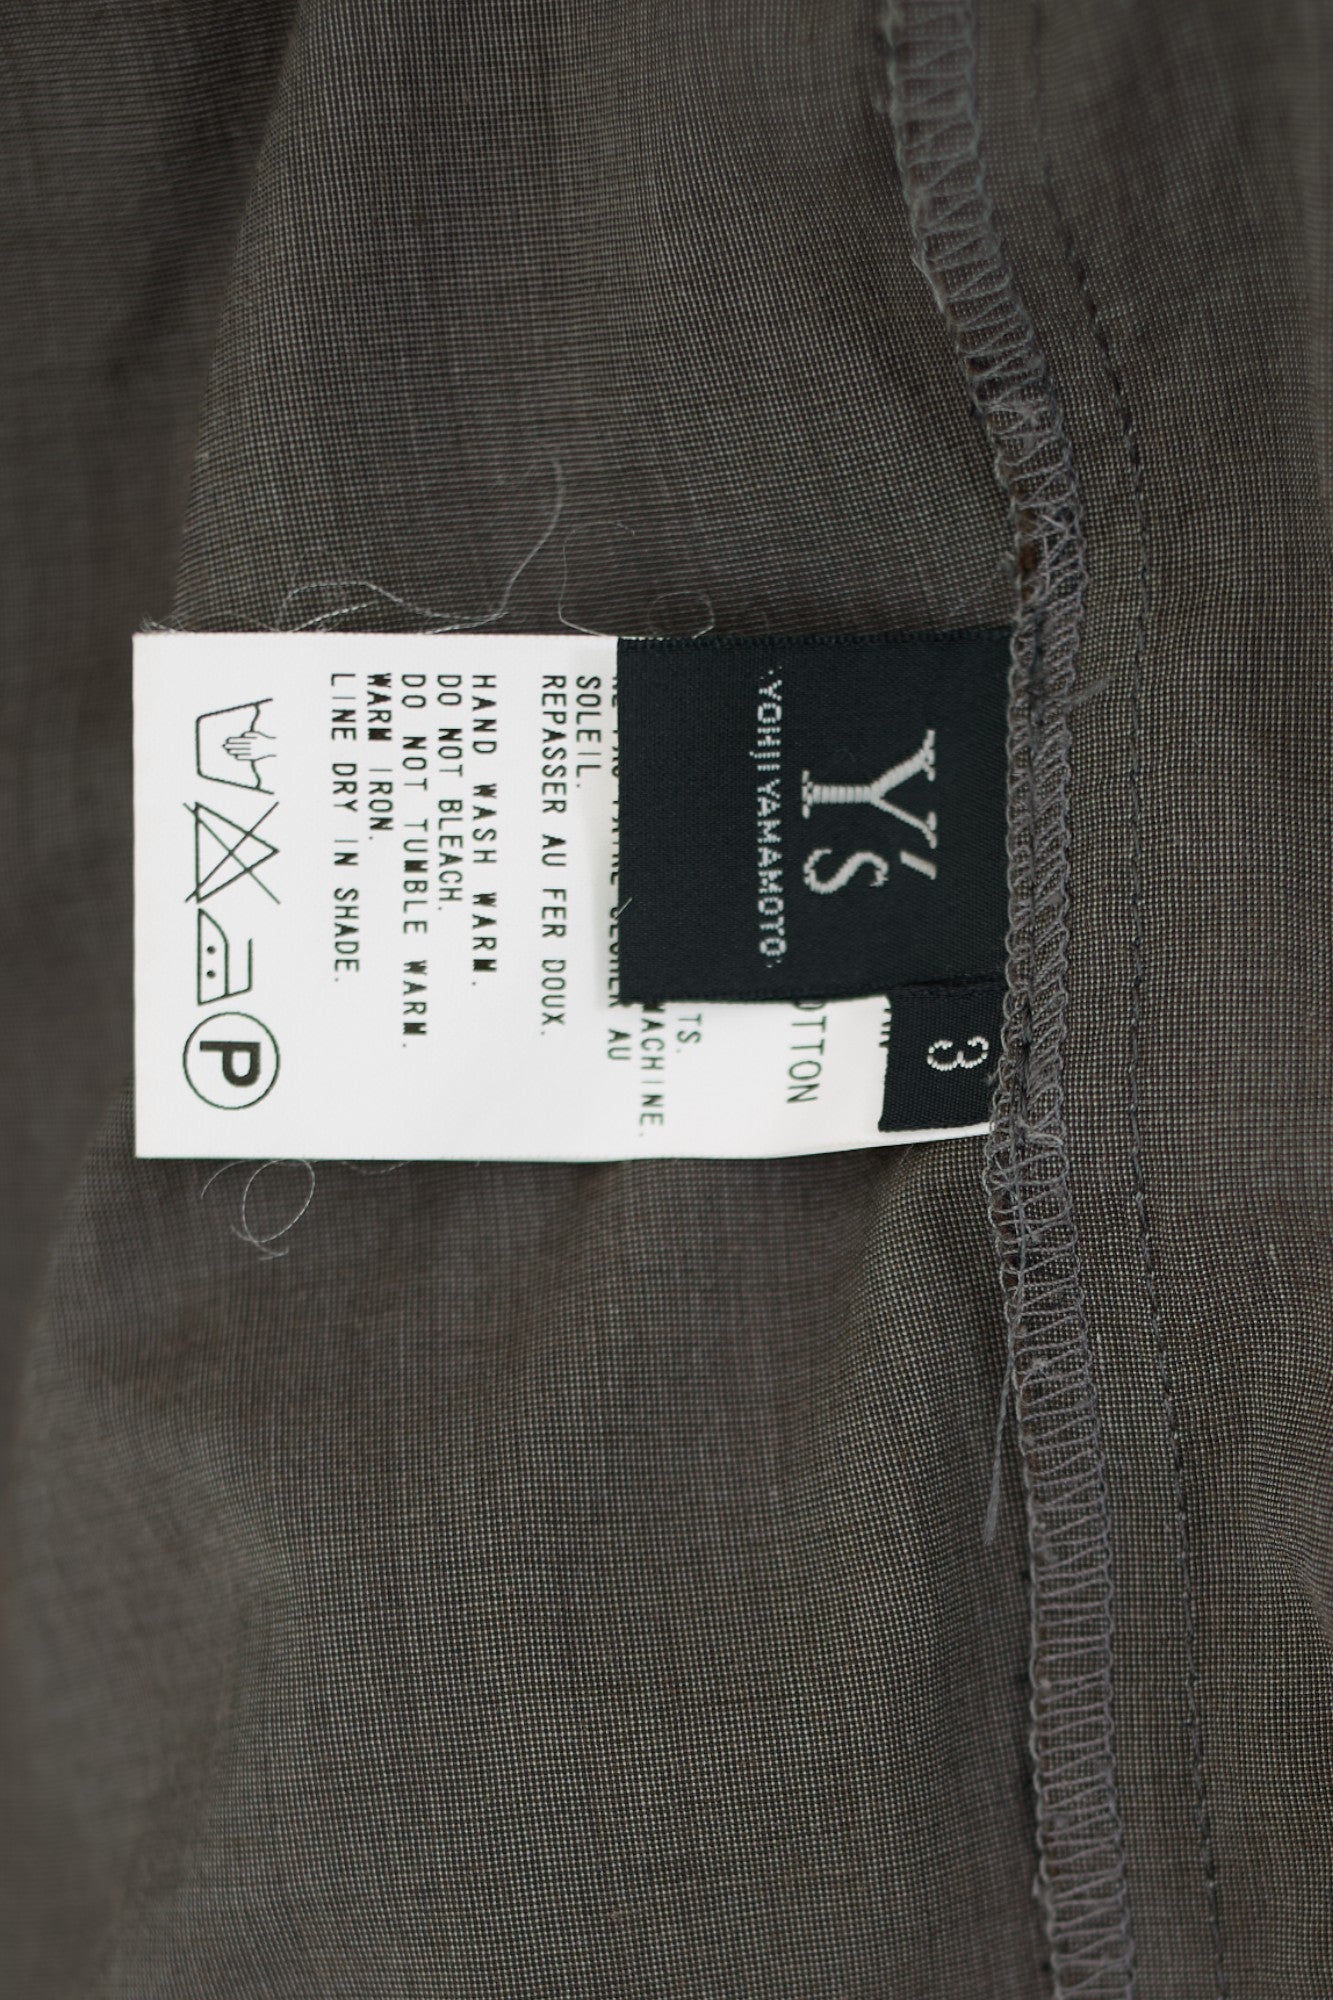 Y's
·YOHJI YAMAMOTO·
3
OTTON
TS.
MACHINE.
AU
SOLEIL.
REPASSER AU FER DOUX.
HAND WASH WARM.
DO NOT BLEACH.
DO NOT TUMBLE WARM.
WARM IRON.
LINE DRY IN SHADE.
P